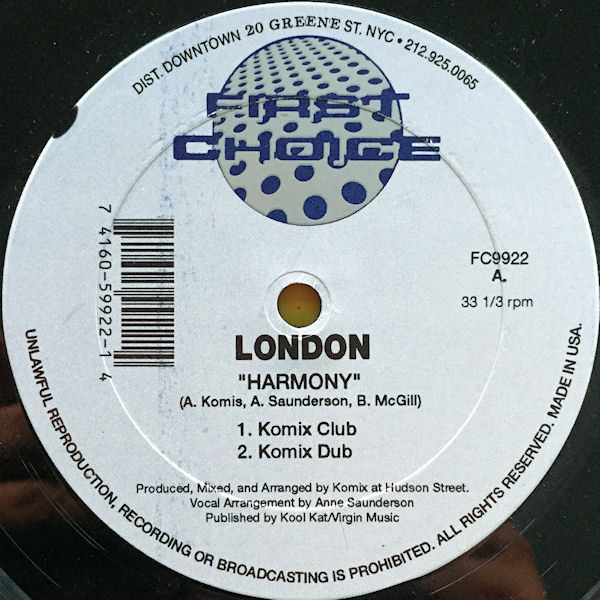 DIST. DOWNTOWN 20 GREENE ST. NYC • 212.925.0065
FIRST
CHOICE
7 4160-59922-1 4
FC9922
A.
33 1/3 rpm
LONDON
"HARMONY"
(A. Komis, A. Saunderson, B. McGill)
1. Komix Club
2. Komix Dub
Produced, Mixed, and Arranged by Komix at Hudson Street.
Vocal Arrangement by Anne Saunderson
Published by Kool Kat/Virgin Music
UNLAWFUL REPRODUCTION, RECORDING OR BROADCASTING IS PROHIBITED. ALL RIGHTS RESERVED. MADE IN USA.